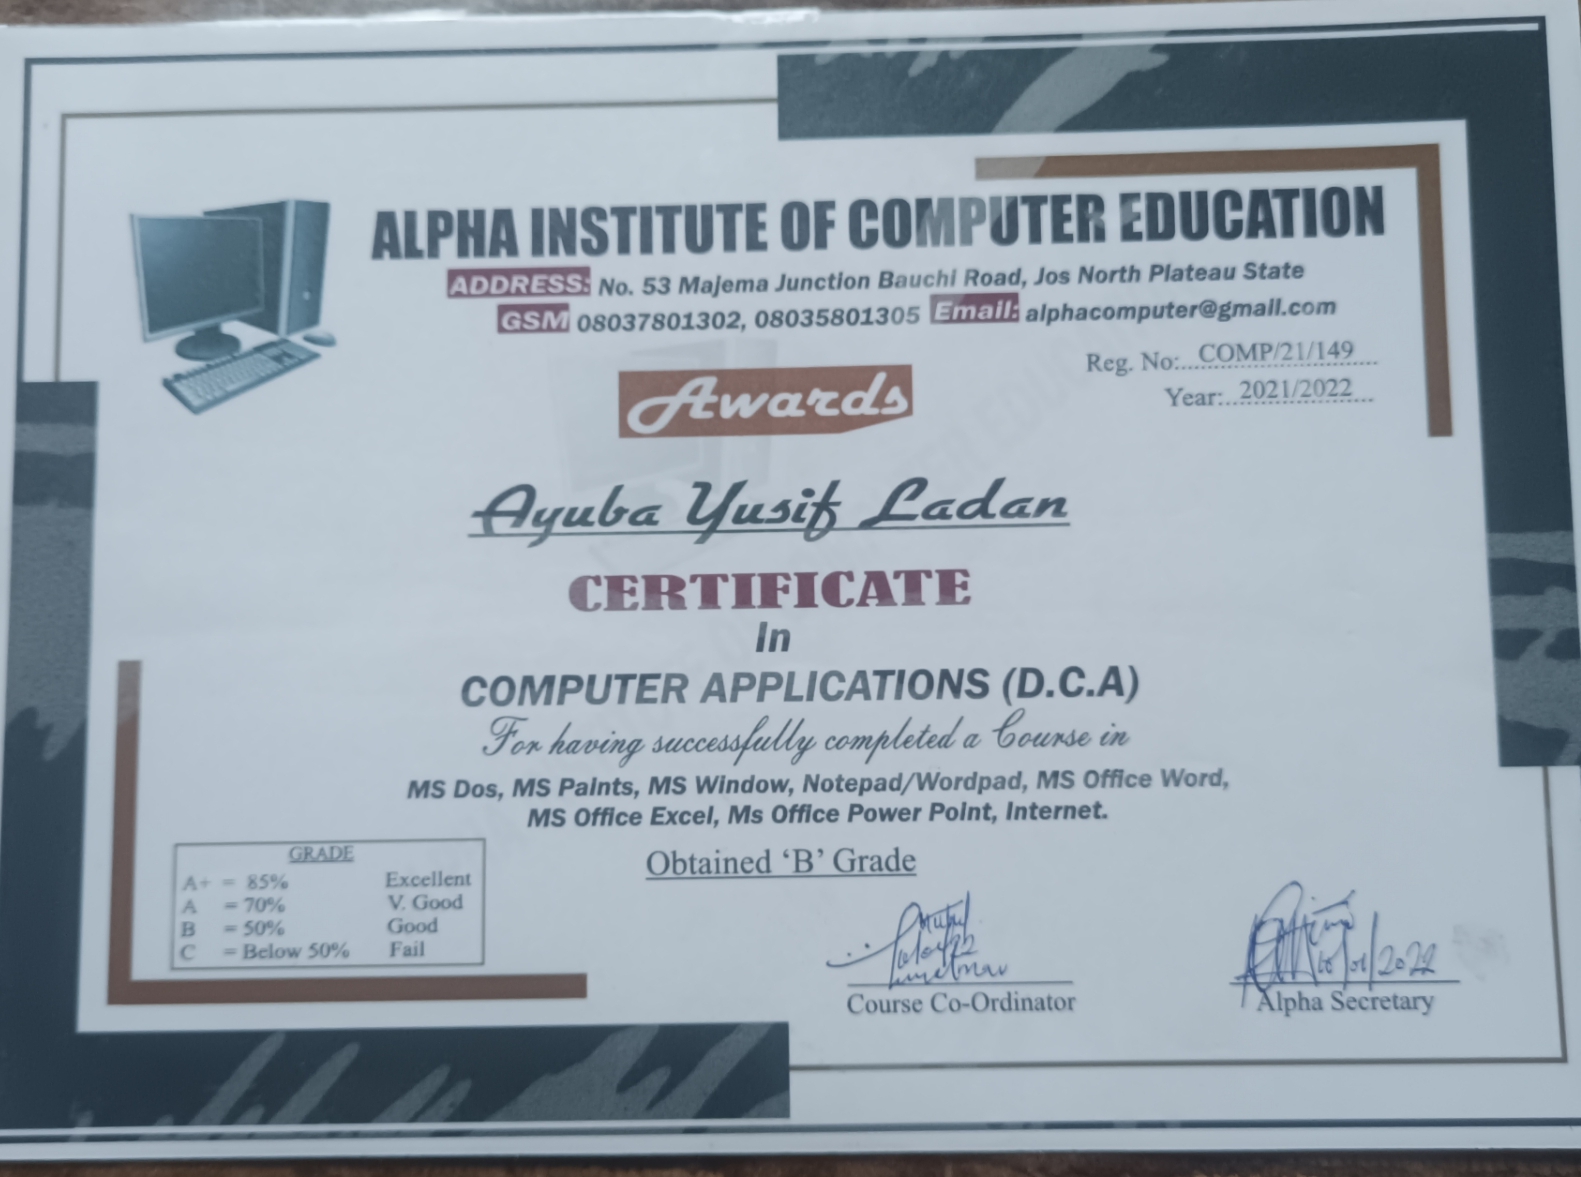 ALPHA INSTITUTE OF COMPUTER EDUCATION
ADDRESS: No. 53 Majema Junction Bauchi Road, Jos North Plateau State
GSM 08037801302, 08035801305 Email: alphacomputer@gmail.com
Reg. No: COMP/21/149
Year: 2021/2022
Awards
Ayuba Yusif Ladan
CERTIFICATE
In
COMPUTER APPLICATIONS (D.C.A)
For having successfully completed a Course in
MS Dos, MS Paints, MS Window, Notepad/Wordpad, MS Office Word,
MS Office Excel, Ms Office Power Point, Internet.
Obtained ‘B’ Grade
GRADE
A+ = 85% Excellent
A = 70% V. Good
B = 50% Good
C = Below 50% Fail
Course Co-Ordinator
2022
Alpha Secretary